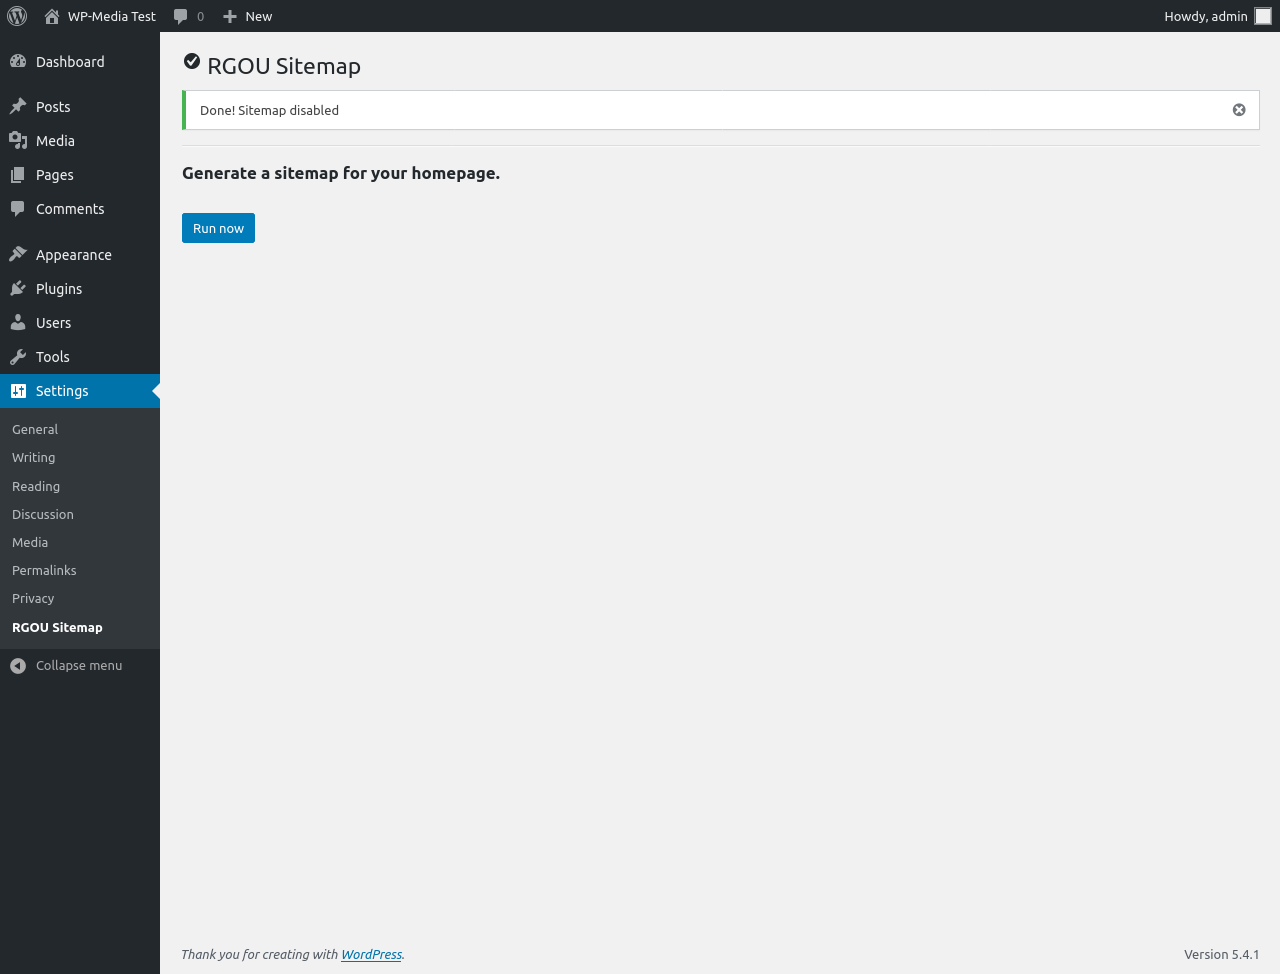 WP-Media Test 0 New Howdy, admin
Dashboard
Posts
Media
Pages
Comments
Appearance
Plugins
Users
Tools
Settings
General
Writing
Reading
Discussion
Media
Permalinks
Privacy
RGOU Sitemap
Collapse menu
RGOU Sitemap
Done! Sitemap disabled
Generate a sitemap for your homepage.
Run now
Thank you for creating with WordPress.
Version 5.4.1